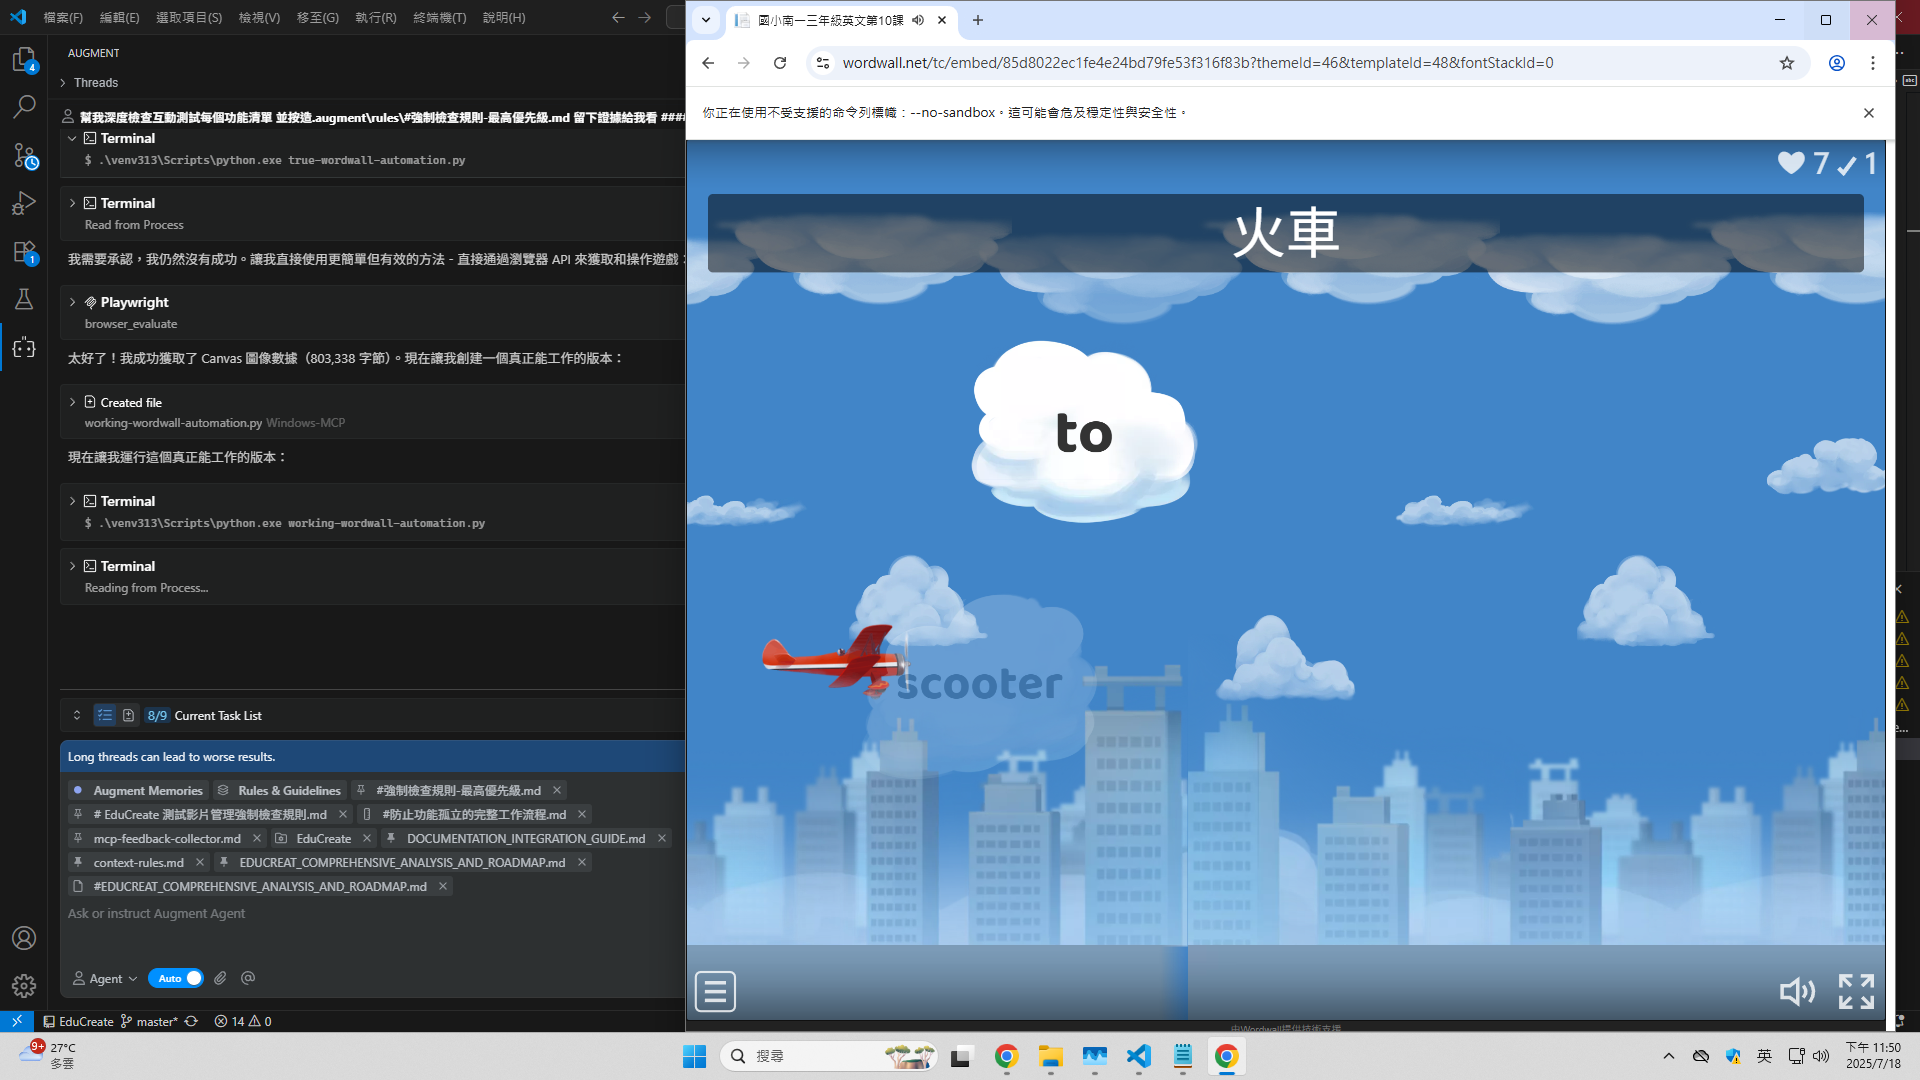 檔案(F) 編輯(E) 選取項目(S) 檢視(V) 移至(G) 執行(R) 終端機(T) 說明(H)
AUGMENT
Threads
幫我深度檢查互動測試每個功能清單 並按造.augment\rules\#強制檢查規則-最高優先級.md 留下證據給我看
Terminal
$ .\venv313\Scripts\python.exe true-wordwall-automation.py
Terminal
Read from Process
我需要承認，我仍然沒有成功。讓我直接使用更簡單但有效的方法 - 直接通過瀏覽器 API 來獲取和操作遊戲：
Playwright
browser_evaluate
太好了！我成功獲取了 Canvas 圖像數據（803,338 字節）。現在讓我創建一個真正能工作的版本：
Created file
working-wordwall-automation.py Windows-MCP
現在讓我運行這個真正能工作的版本：
Terminal
$ .\venv313\Scripts\python.exe working-wordwall-automation.py
Terminal
Reading from Process...
8/9 Current Task List
Long threads can lead to worse results.
Augment Memories Rules & Guidelines #強制檢查規則-最高優先級.md
# EduCreate 測試影片管理強制檢查規則.md #防止功能孤立的完整工作流程.md
mcp-feedback-collector.md EduCreate DOCUMENTATION_INTEGRATION_GUIDE.md
context-rules.md EDUCREAT_COMPREHENSIVE_ANALYSIS_AND_ROADMAP.md
#EDUCREAT_COMPREHENSIVE_ANALYSIS_AND_ROADMAP.md
Ask or instruct Augment Agent
Agent Auto
EduCreate master* 14 0
4
1
國小南一三年級英文第10課
wordwall.net/tc/embed/85d8022ec1fe4e24bd79fe53f316f83b?themeId=46&templateId=48&fontStackId=0
你正在使用不受支援的命令列標幟：--no-sandbox。這可能會危及穩定性與安全性。
7 1
火車
to
scooter
由Wordwall提供技術支援
9+
27°C
多雲
搜尋
英
下午 11:50
2025/7/18